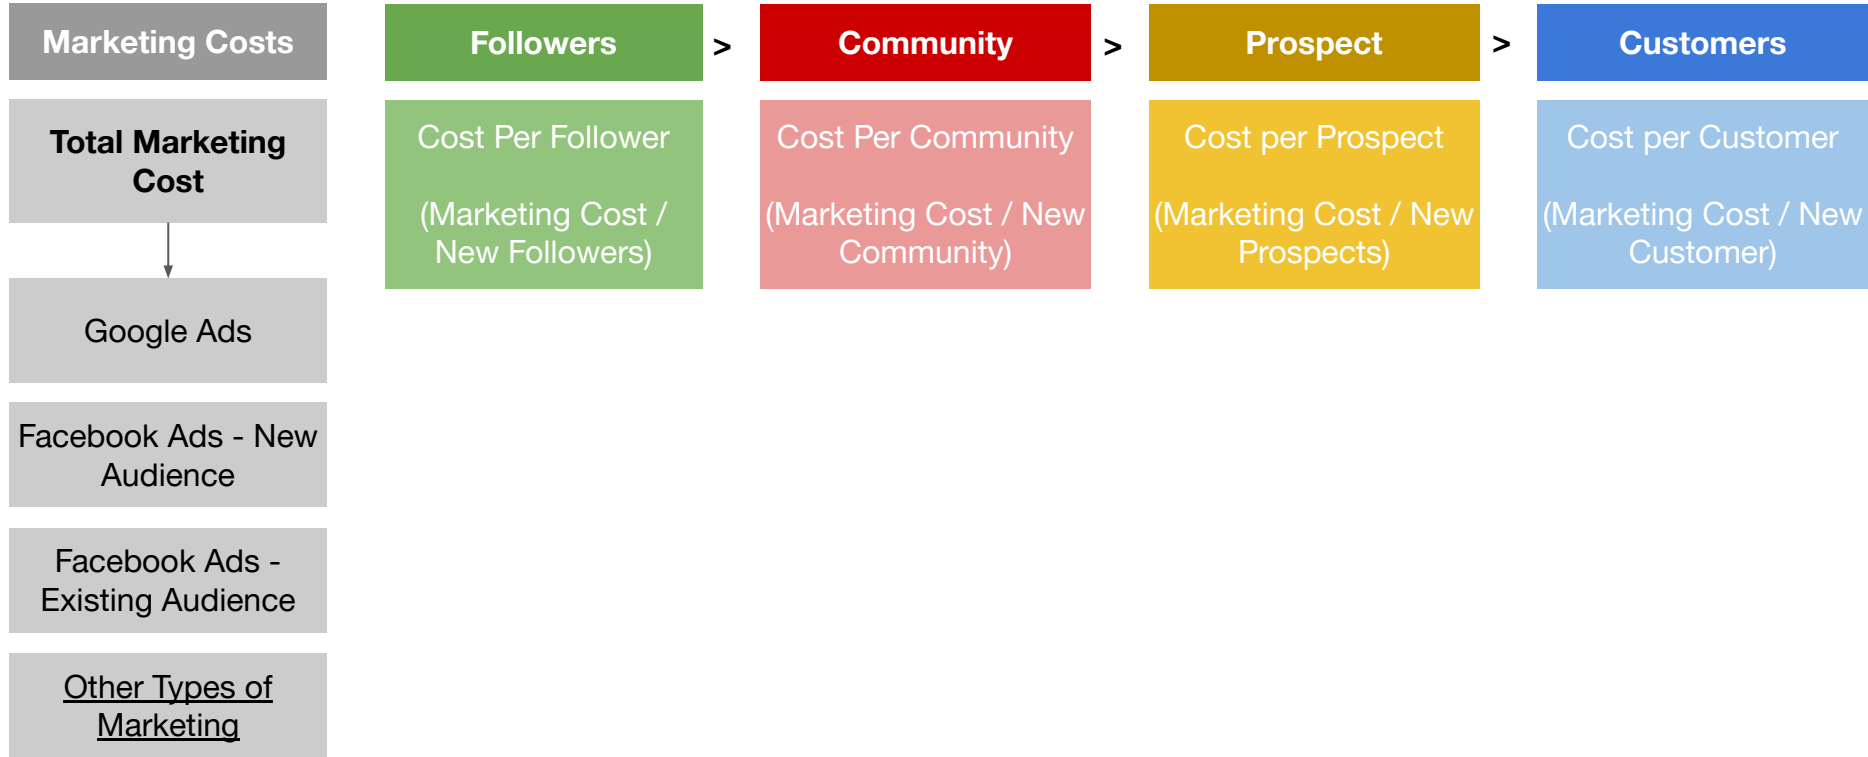 Marketing Costs
Followers
>
Community
>
Prospect
>
Customers
Total Marketing
Cost
Cost Per Follower
(Marketing Cost /
New Followers)
Cost Per Community
(Marketing Cost / New
Community)
Cost per Prospect
(Marketing Cost / New
Prospects)
Cost per Customer
(Marketing Cost / New
Customer)
Google Ads
Facebook Ads - New
Audience
Facebook Ads -
Existing Audience
Other Types of
Marketing